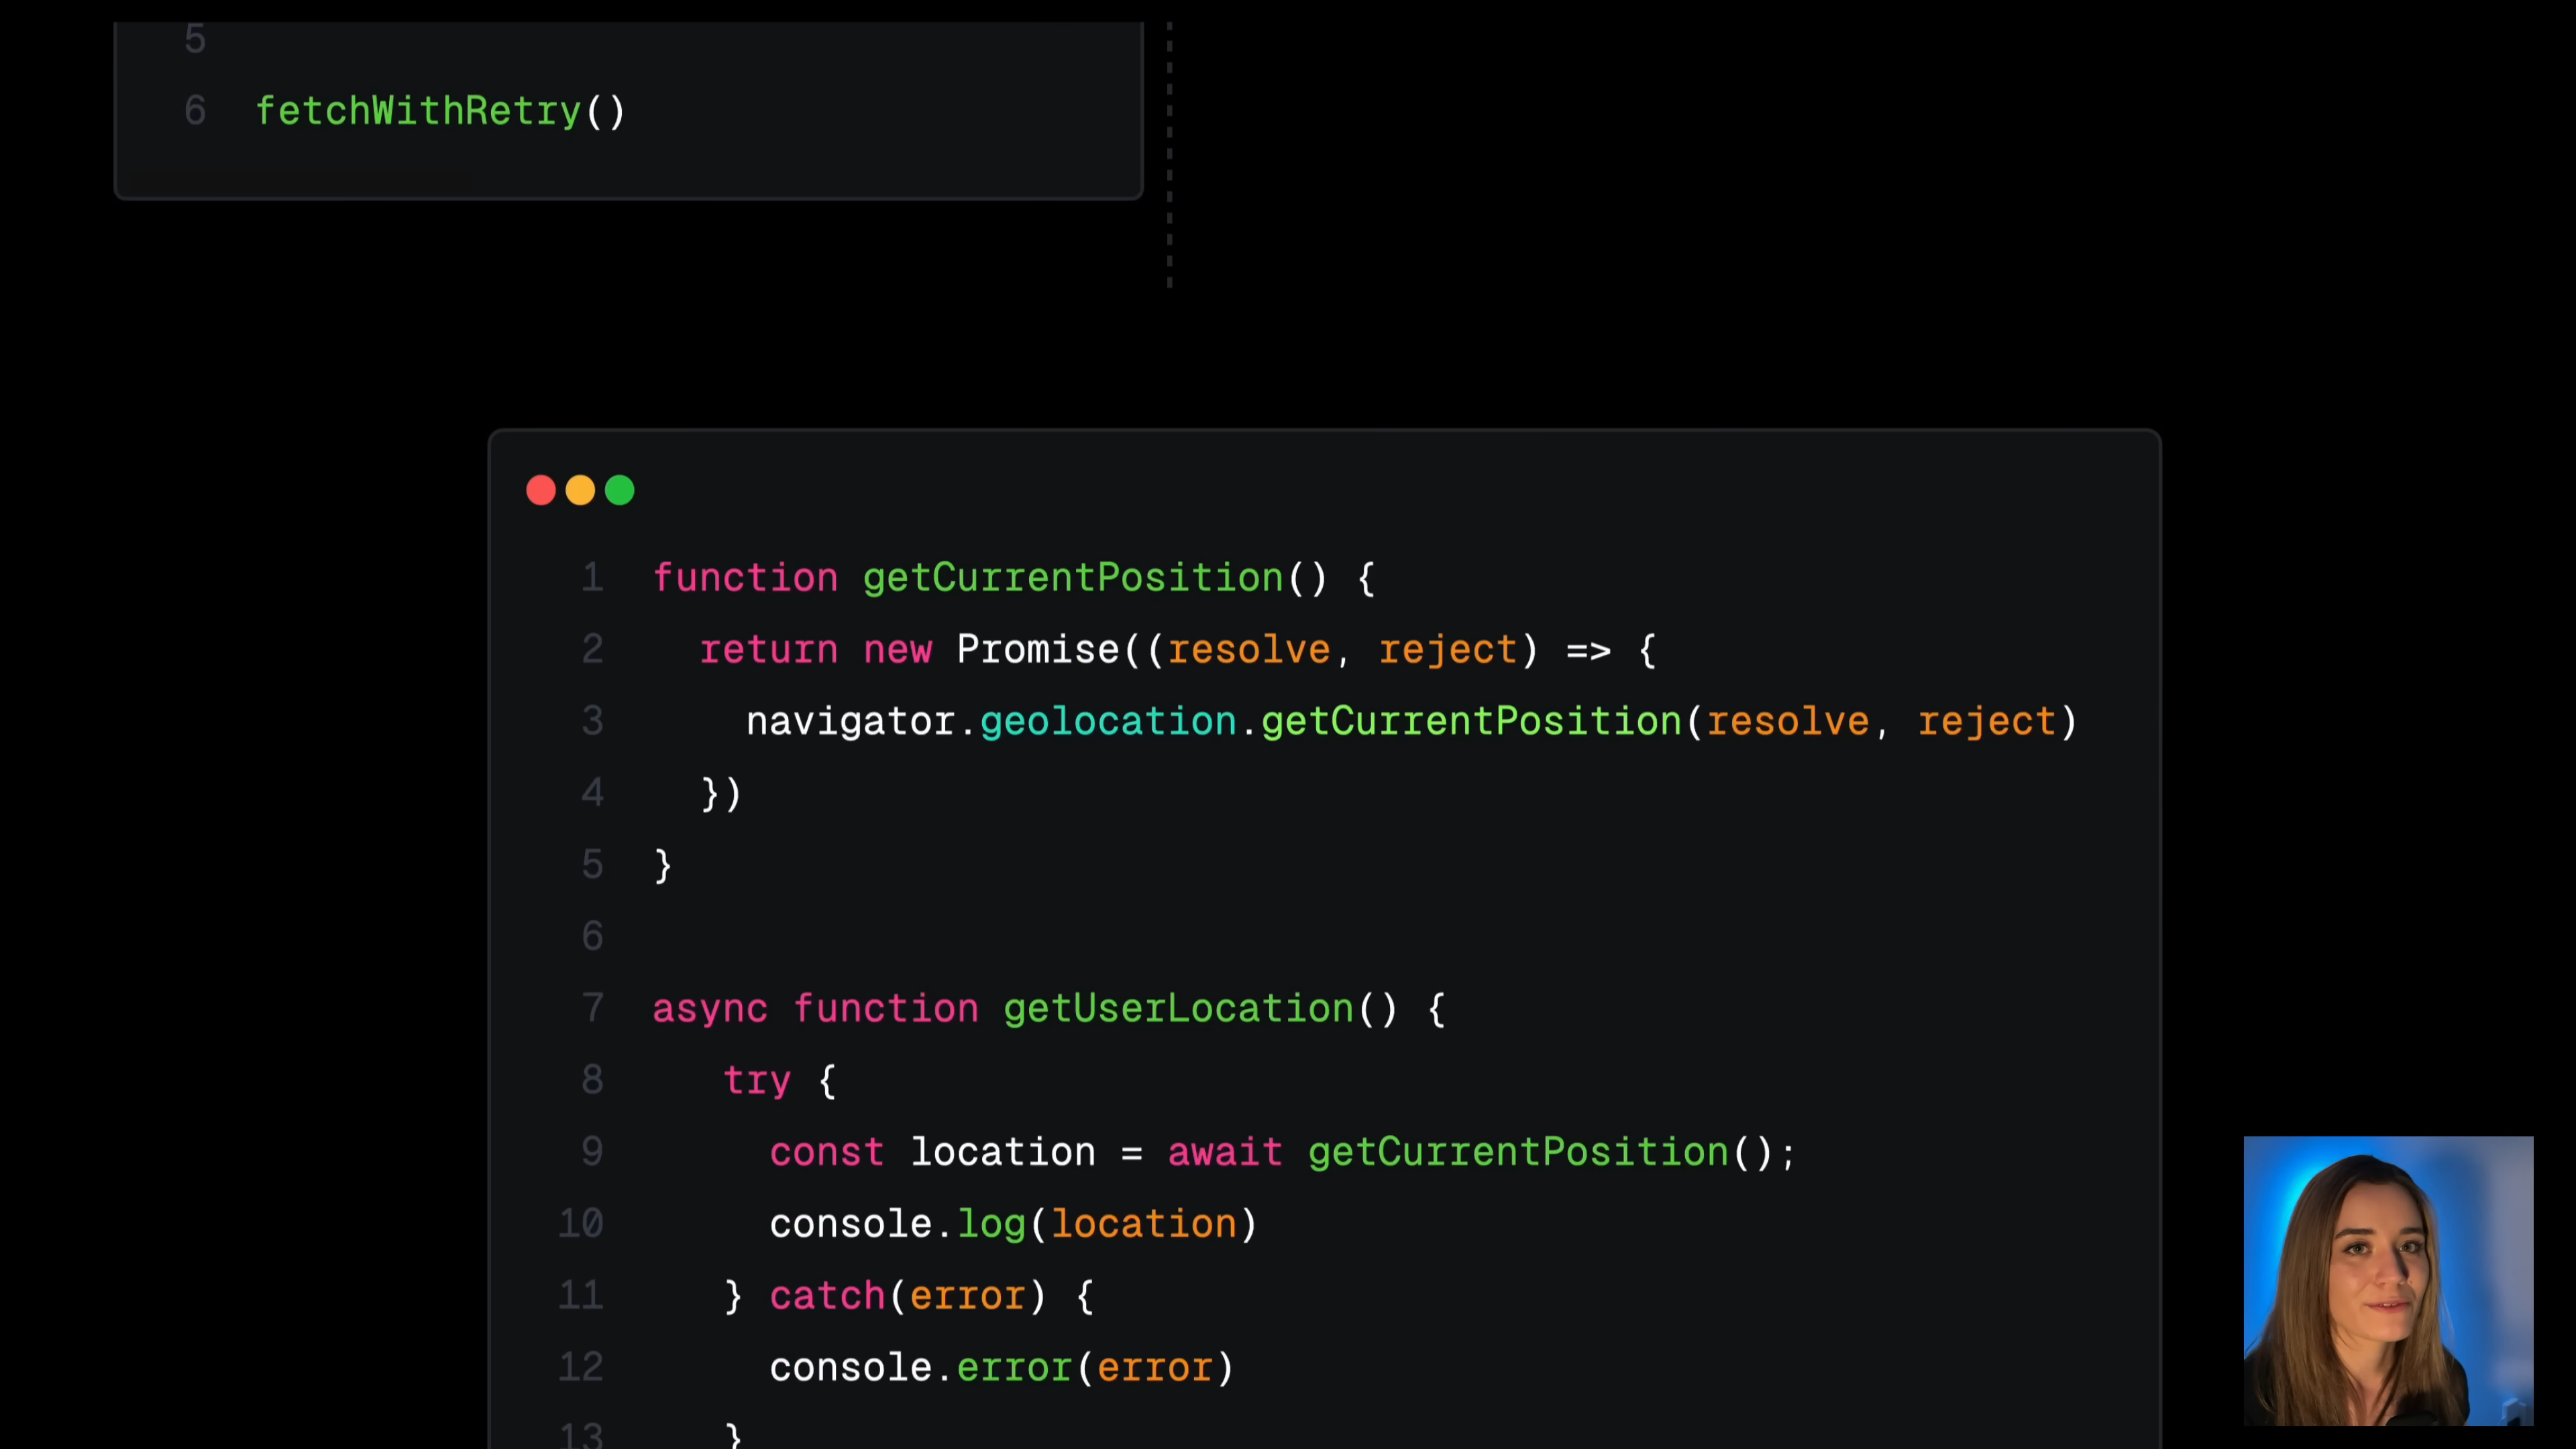 5
6 fetchWithRetry()
1 function getCurrentPosition() {
2 return new Promise((resolve, reject) => {
3 navigator.geolocation.getCurrentPosition(resolve, reject)
4 })
5 }
6
7 async function getUserLocation() {
8 try {
9 const location = await getCurrentPosition();
10 console.log(location)
11 } catch(error) {
12 console.error(error)
13 }